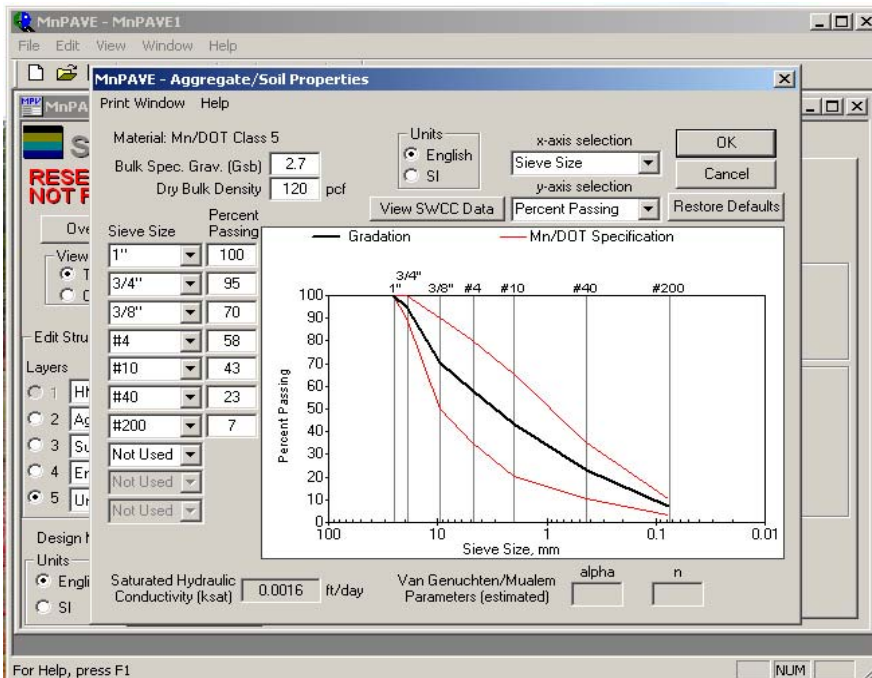 MnPAVE - MnPAVE1
File Edit View Window Help
MnPA
RESE
NOT F
Ove
View
Edit Stru
Layers
1 HM
2 Ag
3 Su
4 En
5 Un
Design M
Units
Engli
SI
MnPAVE - Aggregate/Soil Properties
Print Window Help
Material: Mn/DOT Class 5
Bulk Spec. Grav. (Gsb) 2.7
Dry Bulk Density 120 pcf
Units
English
SI
x-axis selection
Sieve Size
y-axis selection
Percent Passing
OK
Cancel
Restore Defaults
View SWCC Data
Sieve Size Percent Passing
1" 100
3/4" 95
3/8" 70
#4 58
#10 43
#40 23
#200 7
Not Used
Not Used
Not Used
Gradation Mn/DOT Specification
3/4"
1" 3/8" #4 #10 #40 #200
100
90
80
70
60
50
40
30
20
10
0
Percent Passing
100 10 1 0.1 0.01
Sieve Size, mm
Saturated Hydraulic
Conductivity (ksat) 0.0016 ft/day
Van Genuchten/Mualem
Parameters (estimated)
alpha n
For Help, press F1
NUM